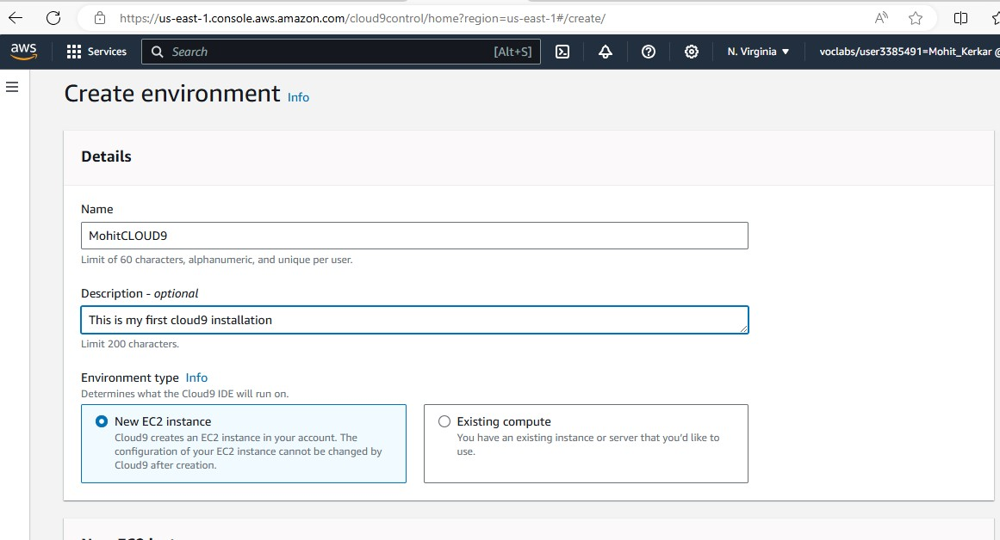 https://us-east-1.console.aws.amazon.com/cloud9control/home?region=us-east-1#/create/
aws Services Search [Alt+S] N. Virginia voclabs/user3385491=Mohit_Kerkar @
Create environment Info
Details
Name
MohitCLOUD9
Limit of 60 characters, alphanumeric, and unique per user.
Description - optional
This is my first cloud9 installation
Limit 200 characters.
Environment type Info
Determines what the Cloud9 IDE will run on.
New EC2 instance
Cloud9 creates an EC2 instance in your account. The
configuration of your EC2 instance cannot be changed by
Cloud9 after creation.
Existing compute
You have an existing instance or server that you'd like to
use.